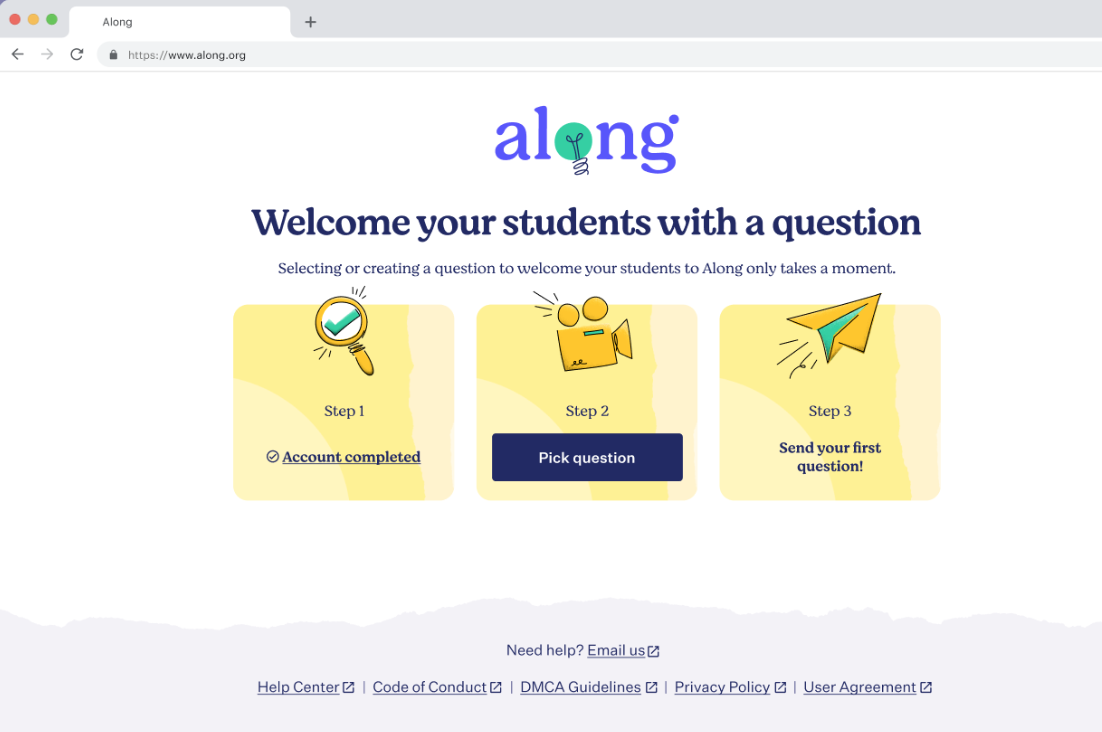 Along
https://www.along.org
along
Welcome your students with a question
Selecting or creating a question to welcome your students to Along only takes a moment.
Step 1
Account completed
Step 2
Pick question
Step 3
Send your first
question!
Need help? Email us
Help Center | Code of Conduct | DMCA Guidelines | Privacy Policy | User Agreement